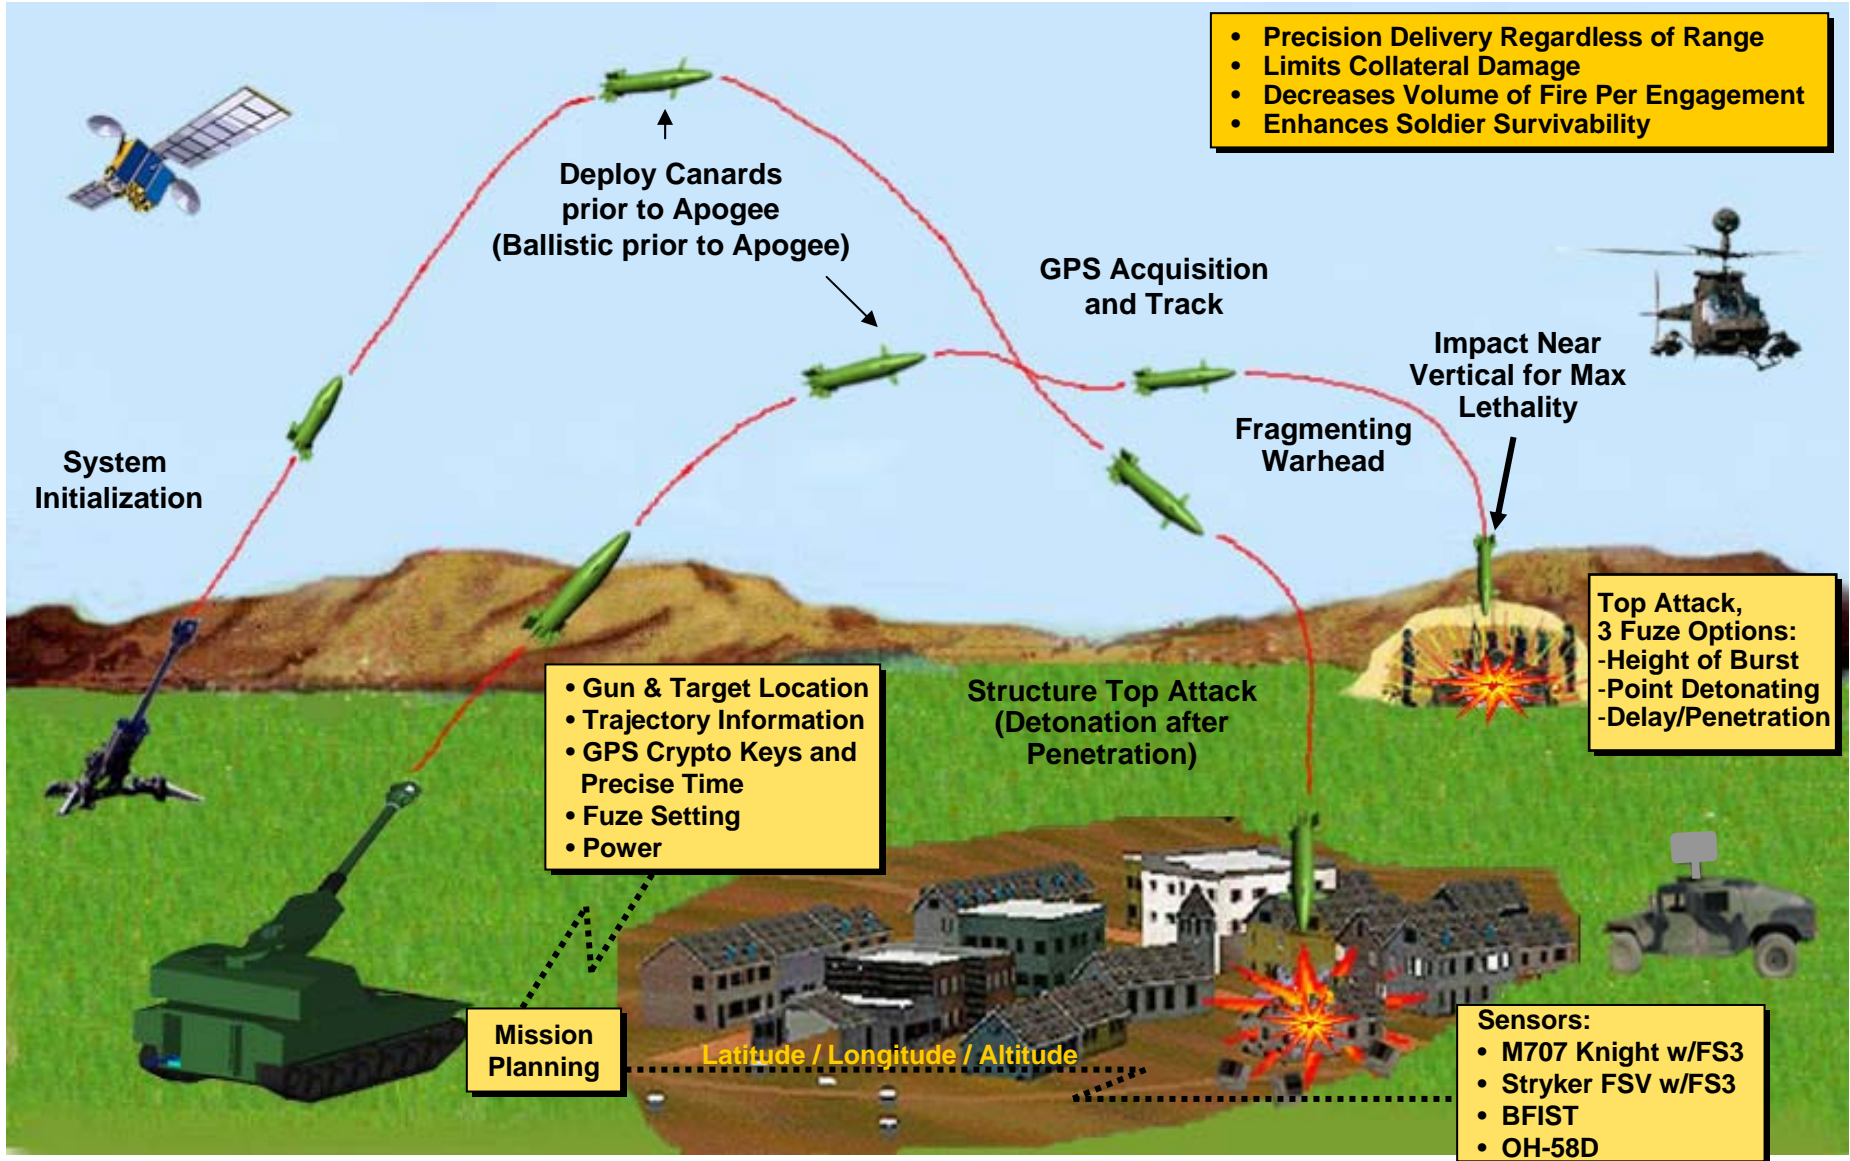 • Precision Delivery Regardless of Range
• Limits Collateral Damage
• Decreases Volume of Fire Per Engagement
• Enhances Soldier Survivability
Deploy Canards
prior to Apogee
(Ballistic prior to Apogee)
GPS Acquisition
and Track
Impact Near
Vertical for Max
Lethality
Fragmenting
Warhead
System
Initialization
Top Attack,
3 Fuze Options:
-Height of Burst
-Point Detonating
-Delay/Penetration
• Gun & Target Location
• Trajectory Information
• GPS Crypto Keys and
Precise Time
• Fuze Setting
• Power
Structure Top Attack
(Detonation after
Penetration)
Mission
Planning
Latitude / Longitude / Altitude
Sensors:
• M707 Knight w/FS3
• Stryker FSV w/FS3
• BFIST
• OH-58D